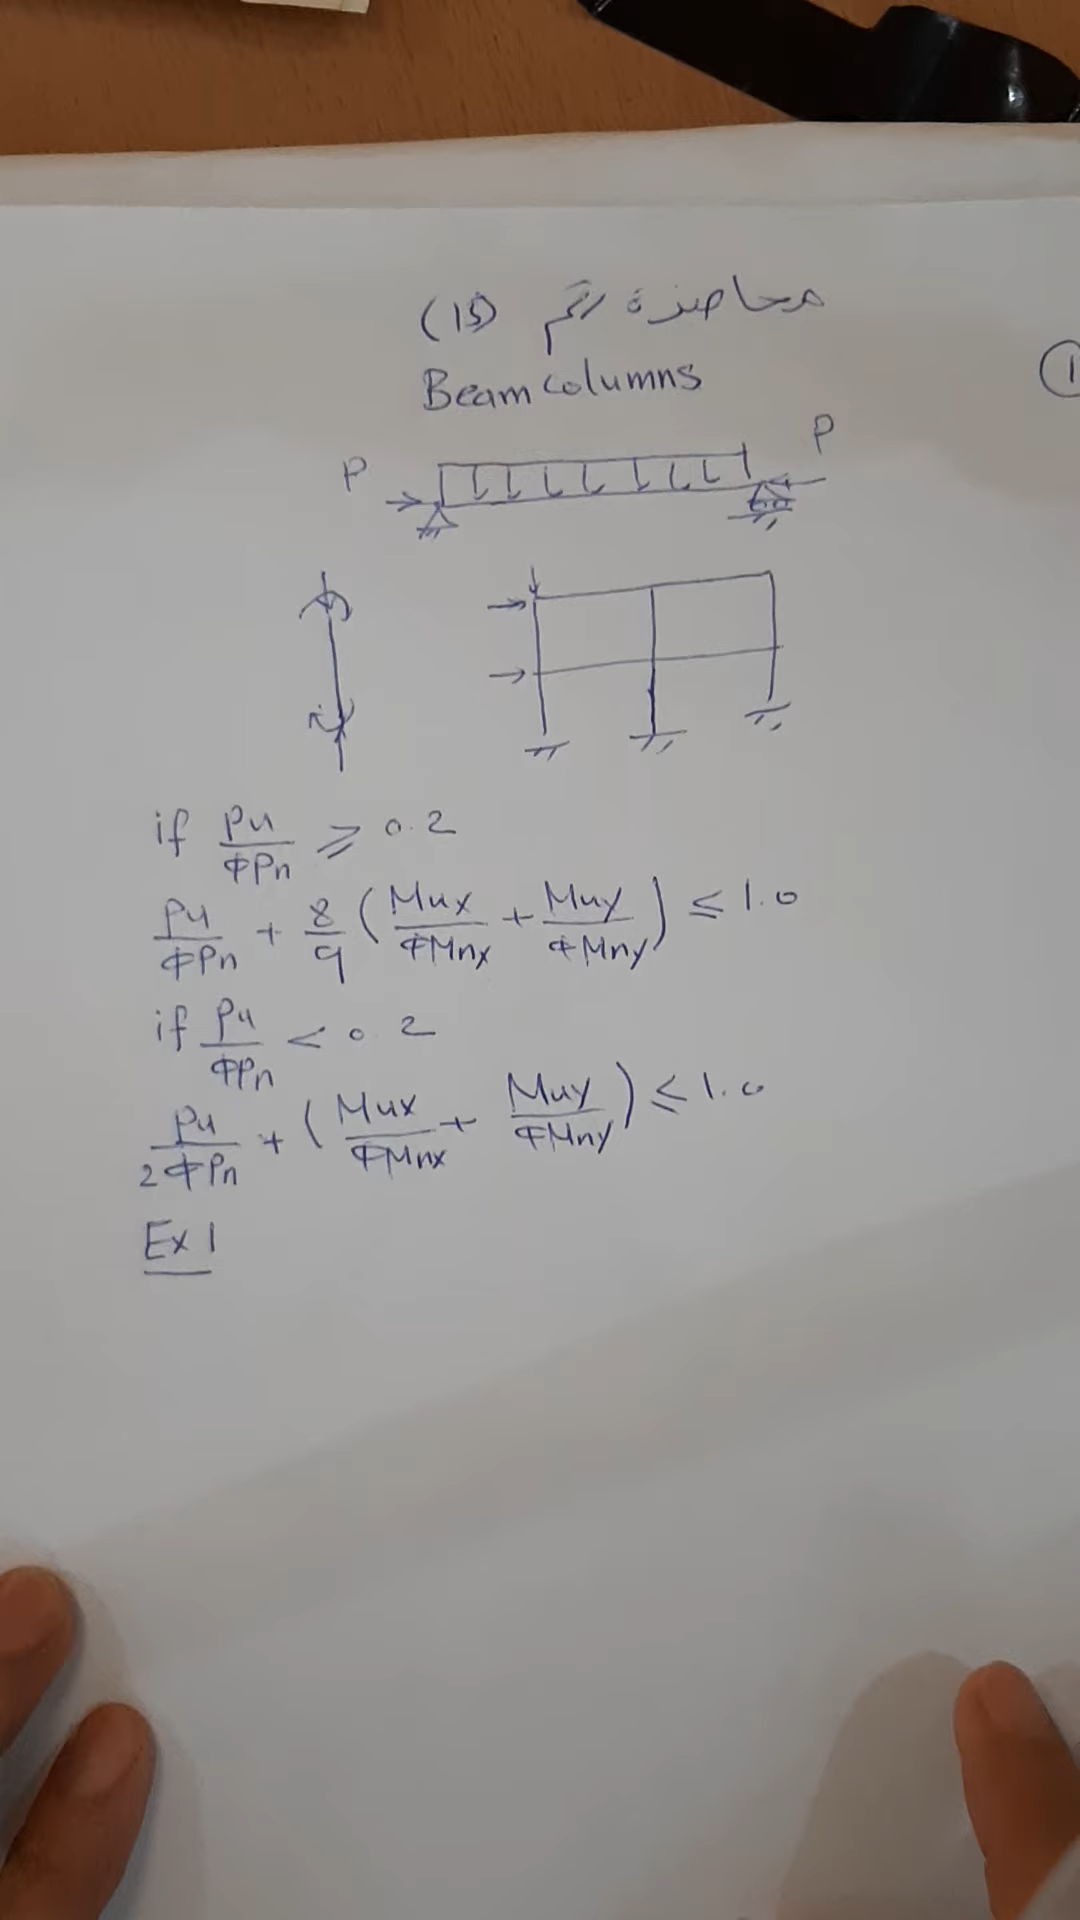 محاضرة رقم (15)
Beam columns
1
P P
if Pu/ΦPn ≥ 0.2
Pu/ΦPn + 8/9 (Mux/ΦMnx + Muy/ΦMny) ≤ 1.0
if Pu/ΦPn < 0.2
Pu/2ΦPn + (Mux/ΦMnx + Muy/ΦMny) ≤ 1.0
Ex 1